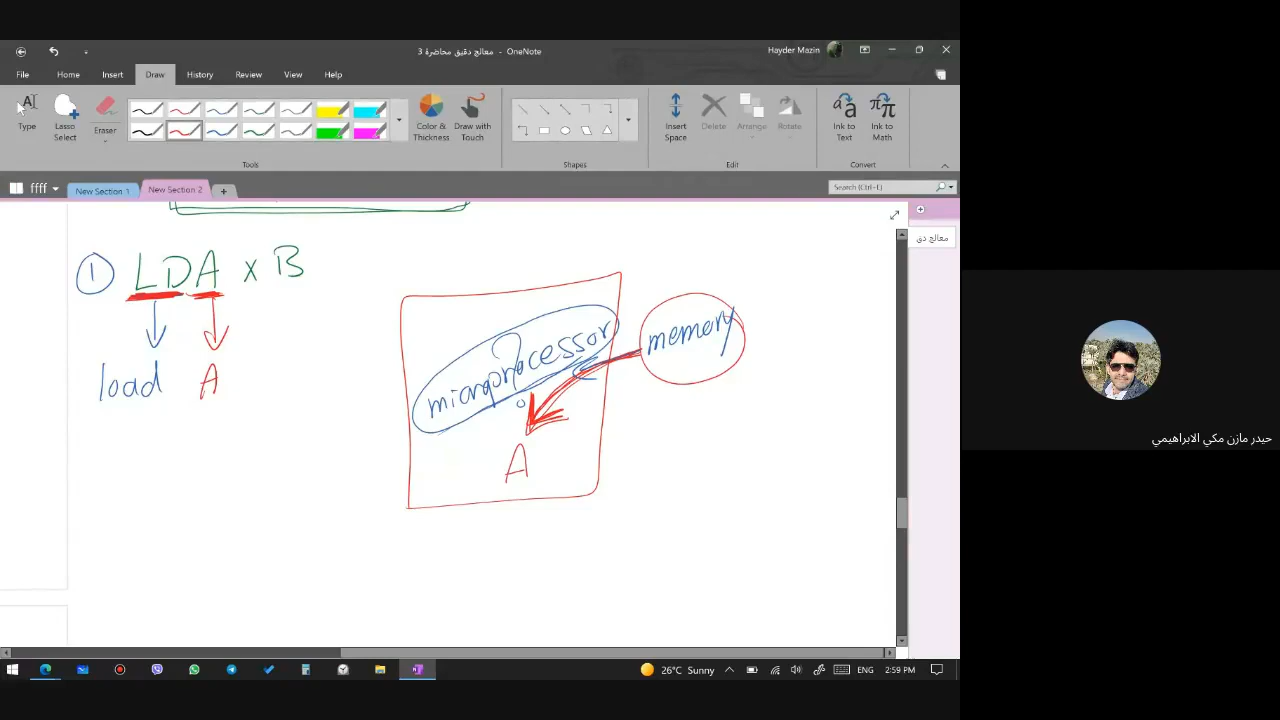 معالج دقيق محاضرة 3 - OneNote
Hayder Mazin
File Home Insert Draw History Review View Help
Type
Lasso Select
Eraser
Color & Thickness
Draw with Touch
Insert Space
Delete
Arrange
Rotate
Ink to Text
Ink to Math
Tools
Shapes
Edit
Convert
ffff
New Section 1
New Section 2
Search (Ctrl+E)
معالج دق
1 LDA x B
load A
microprocessor
memory
A
حيدر مازن مكي الابراهيمي
26°C Sunny
ENG
2:59 PM